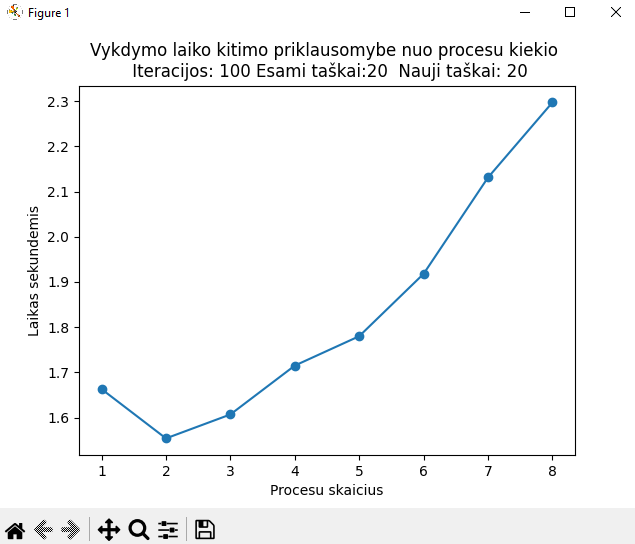 Figure 1
Vykdymo laiko kitimo priklausomybe nuo procesu kiekio
Iteracijos: 100 Esami taškai:20  Nauji taškai: 20
2.3
2.2
2.1
2.0
1.9
1.8
1.7
1.6
Laikas sekundemis
1 2 3 4 5 6 7 8
Procesu skaicius